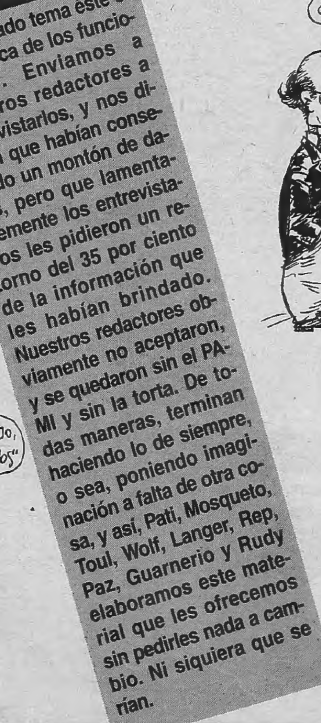 ado tema este
ca de los funcio-
. Enviamos a
ros redactores a
vistarlos, y nos di-
n que habían conse-
do un montón de da-
, pero que lamenta-
emente los entrevista-
os les pidieron un re-
orno del 35 por ciento
de la información que
les habían brindado.
Nuestros redactores ob-
viamente no aceptaron,
y se quedaron sin el PA-
MI y sin la torta. De to-
das maneras, terminan
haciendo lo de siempre,
o sea, poniendo imagi-
nación a falta de otra co-
sa, y así, Pati, Mosqueto,
Toul, Wolf, Langer, Rep,
Paz, Guarnerio y Rudy
elaboramos este mate-
rial que les ofrecemos
sin pedirles nada a cam-
bio. Ni siquiera que se
rían.